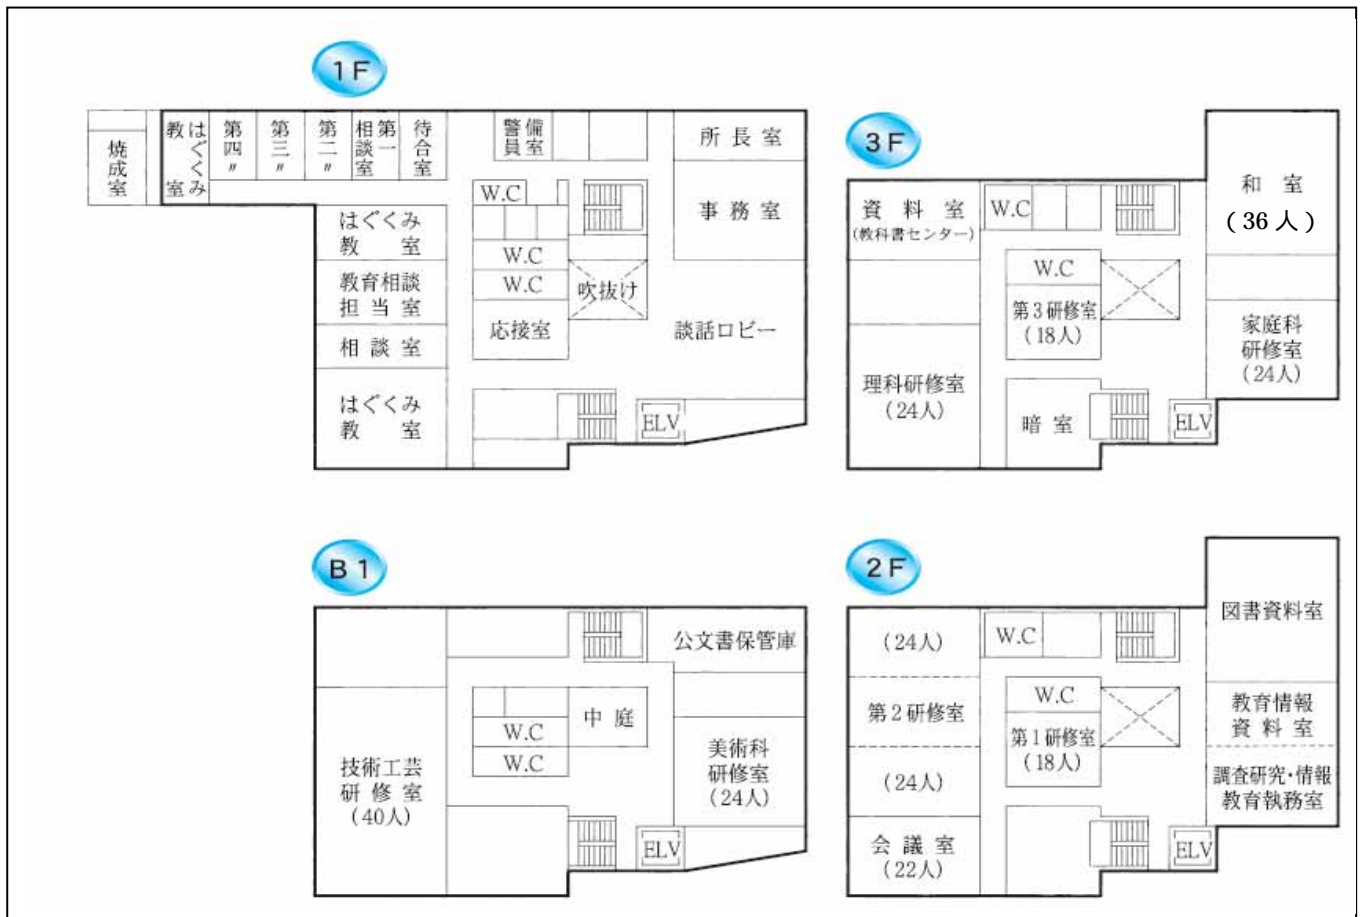 1F
焼成室
はぐくみ
教室
第四〃
第三〃
第二〃
第一
相談室
待合室
警備
員室
所長室
事務室
W.C
W.C
W.C
吹抜け
応接室
談話ロビー
はぐくみ
教室
教育相談
担当室
相談室
はぐくみ
教室
ELV
3F
資料室
(教科書センター)
W.C
和室
(36人)
W.C
第3研修室
(18人)
家庭科
研修室
(24人)
理科研修室
(24人)
暗室
ELV
B1
公文書保管庫
中庭
W.C
W.C
技術工芸
研修室
(40人)
美術科
研修室
(24人)
ELV
2F
(24人)
W.C
図書資料室
第2研修室
W.C
第1研修室
(18人)
教育情報
資料室
(24人)
調査研究・情報
教育執務室
会議室
(22人)
ELV